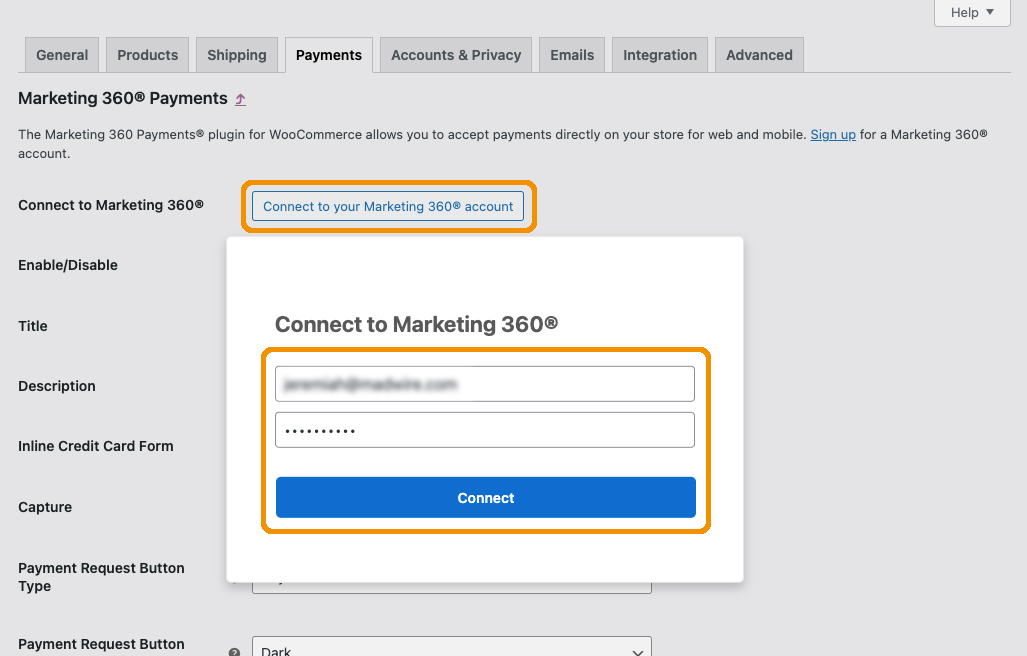 Help
General Products Shipping Payments Accounts & Privacy Emails Integration Advanced
Marketing 360® Payments
The Marketing 360 Payments® plugin for WooCommerce allows you to accept payments directly on your store for web and mobile. Sign up for a Marketing 360®
account.
Connect to Marketing 360®
Connect to your Marketing 360® account
Enable/Disable
Connect to Marketing 360®
Title
Description
••••••••••
Inline Credit Card Form
Connect
Capture
Payment Request Button
Type
Payment Request Button
Dark